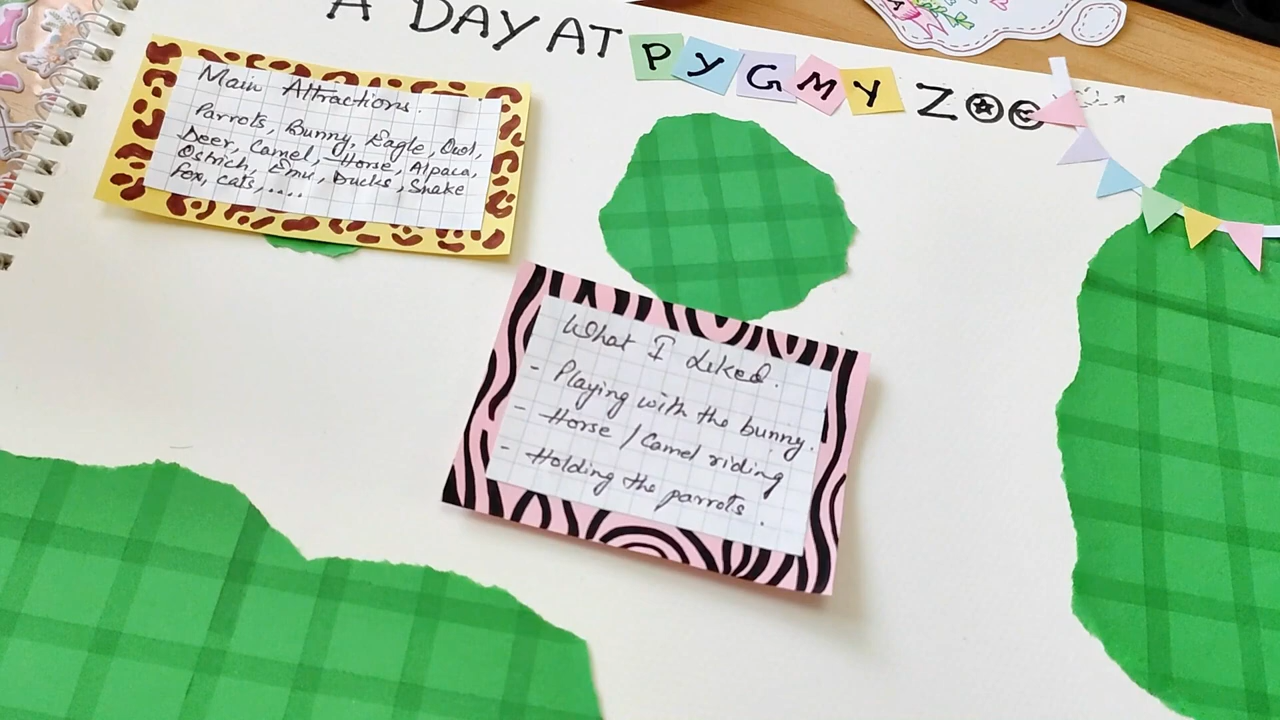 A DAY AT PYGMY ZOO
Main Attractions.
Parrots, Bunny, Eagle, Owl,
Deer, Camel, Horse, Alpaca,
Ostrich, Emu, Ducks, Snake
fox, cats,....
What I Liked.
- Playing with the bunny.
- Horse / Camel riding
- Holding the parrots.